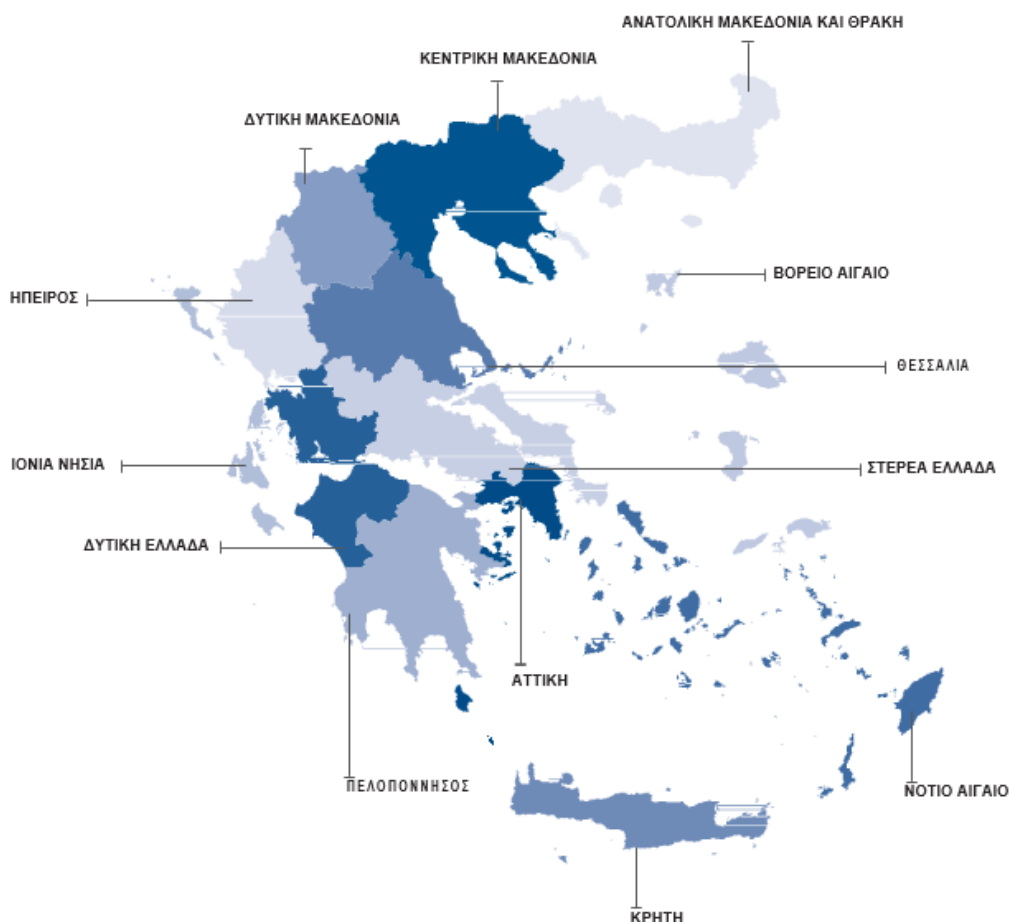 ΑΝΑΤΟΛΙΚΗ ΜΑΚΕΔΟΝΙΑ ΚΑΙ ΘΡΑΚΗ
ΚΕΝΤΡΙΚΗ ΜΑΚΕΔΟΝΙΑ
ΔΥΤΙΚΗ ΜΑΚΕΔΟΝΙΑ
ΒΟΡΕΙΟ ΑΙΓΑΙΟ
ΗΠΕΙΡΟΣ
ΘΕΣΣΑΛΙΑ
ΙΟΝΙΑ ΝΗΣΙΑ
ΣΤΕΡΕΑ ΕΛΛΑΔΑ
ΔΥΤΙΚΗ ΕΛΛΑΔΑ
ΑΤΤΙΚΗ
ΠΕΛΟΠΟΝΝΗΣΟΣ
ΝΟΤΙΟ ΑΙΓΑΙΟ
ΚΡΗΤΗ